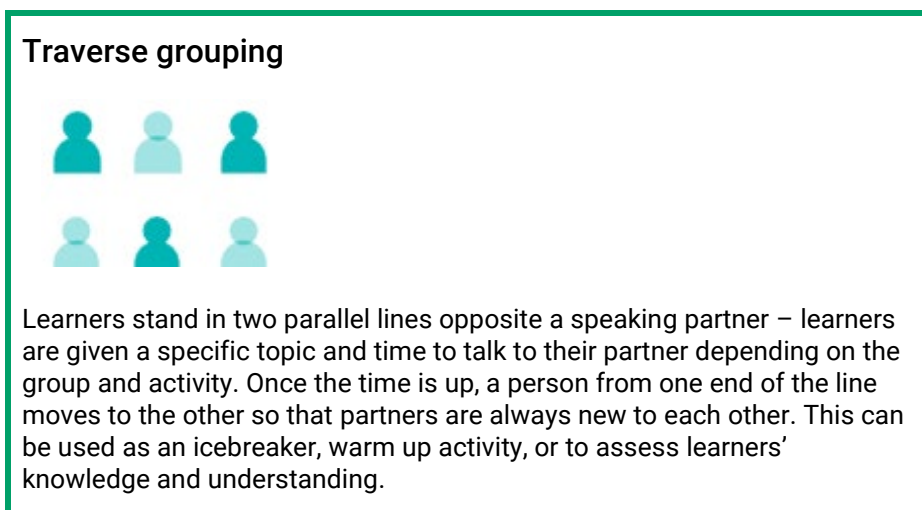 Traverse grouping
Learners stand in two parallel lines opposite a speaking partner – learners
are given a specific topic and time to talk to their partner depending on the
group and activity. Once the time is up, a person from one end of the line
moves to the other so that partners are always new to each other. This can
be used as an icebreaker, warm up activity, or to assess learners’
knowledge and understanding.